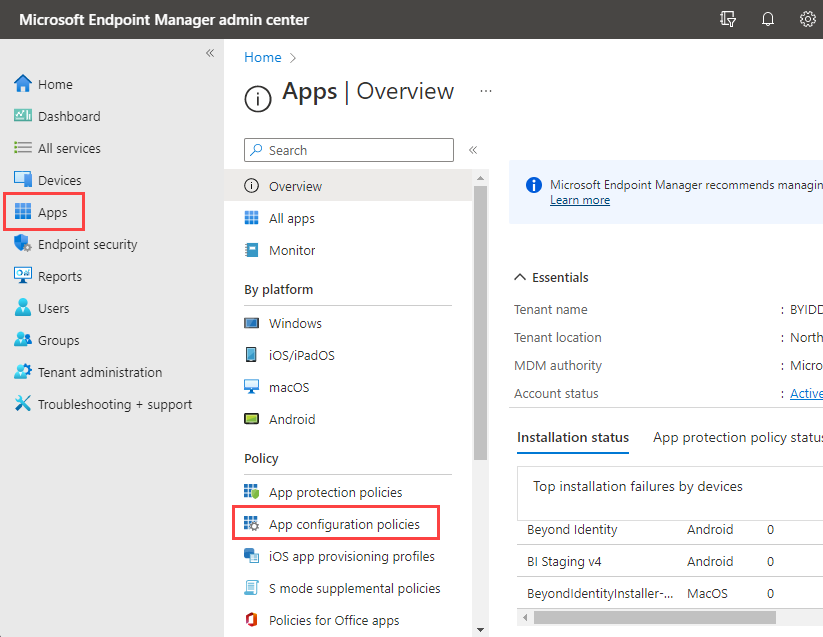 Microsoft Endpoint Manager admin center
Home
Dashboard
All services
Devices
Apps
Endpoint security
Reports
Users
Groups
Tenant administration
Troubleshooting + support
Home
Apps | Overview
Search
Overview
All apps
Monitor
By platform
Windows
iOS/iPadOS
macOS
Android
Policy
App protection policies
App configuration policies
iOS app provisioning profiles
S mode supplemental policies
Policies for Office apps
Microsoft Endpoint Manager recommends managin
Learn more
Essentials
Tenant name : BYIDD
Tenant location : North
MDM authority : Micro
Account status : Active
Installation status App protection policy status
Top installation failures by devices
Beyond Identity Android 0
BI Staging v4 Android 0
BeyondIdentityInstaller-... MacOS 0